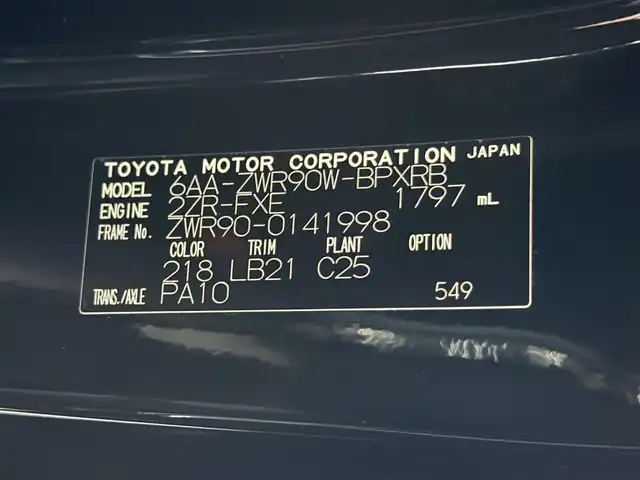 TOYOTA MOTOR CORPORATION JAPAN
MODEL 6AA-ZWR90W-BPXRB
ENGINE 2ZR-FXE 1797 mL
FRAME No. ZWR90-0141998
COLOR TRIM PLANT OPTION
218 LB21 C25
TRANS./AXLE PA10 549